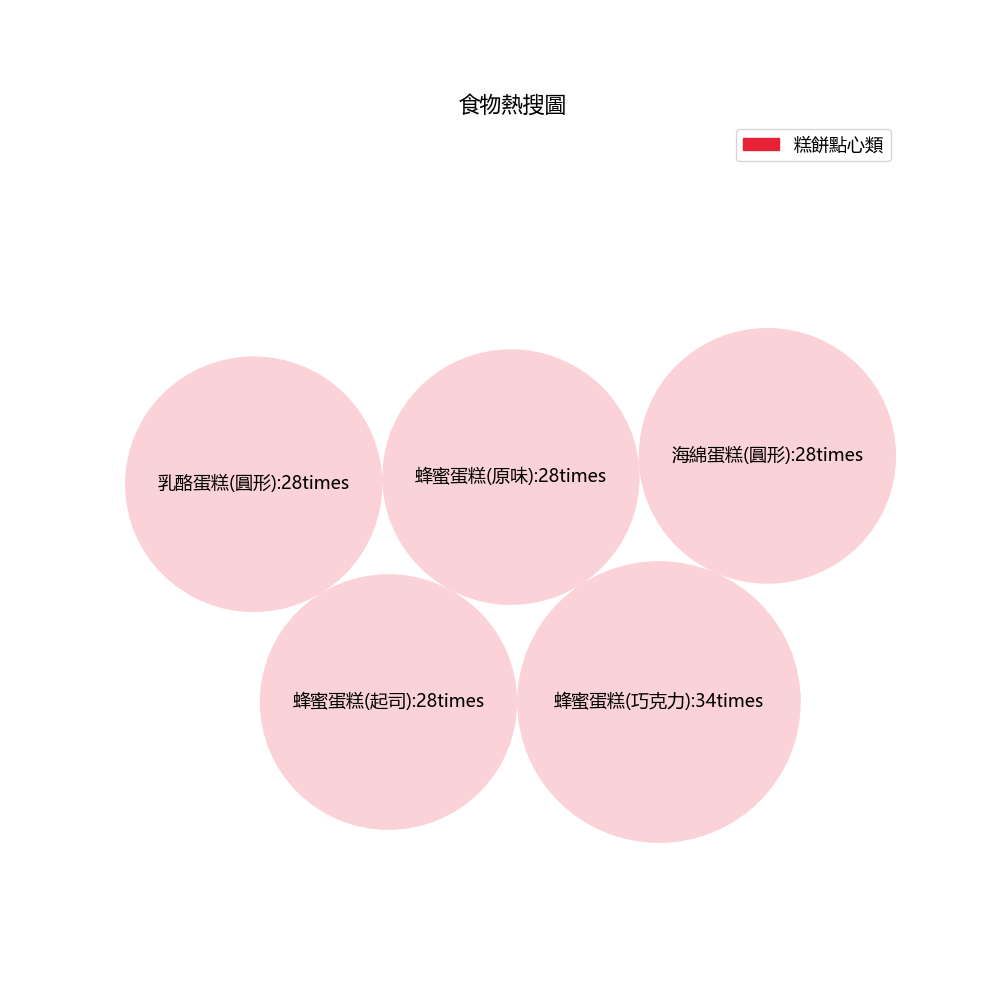 食物熱搜圖
糕餅點心類
海綿蛋糕(圓形):28times
蜂蜜蛋糕(原味):28times
乳酪蛋糕(圓形):28times
蜂蜜蛋糕(起司):28times
蜂蜜蛋糕(巧克力):34times